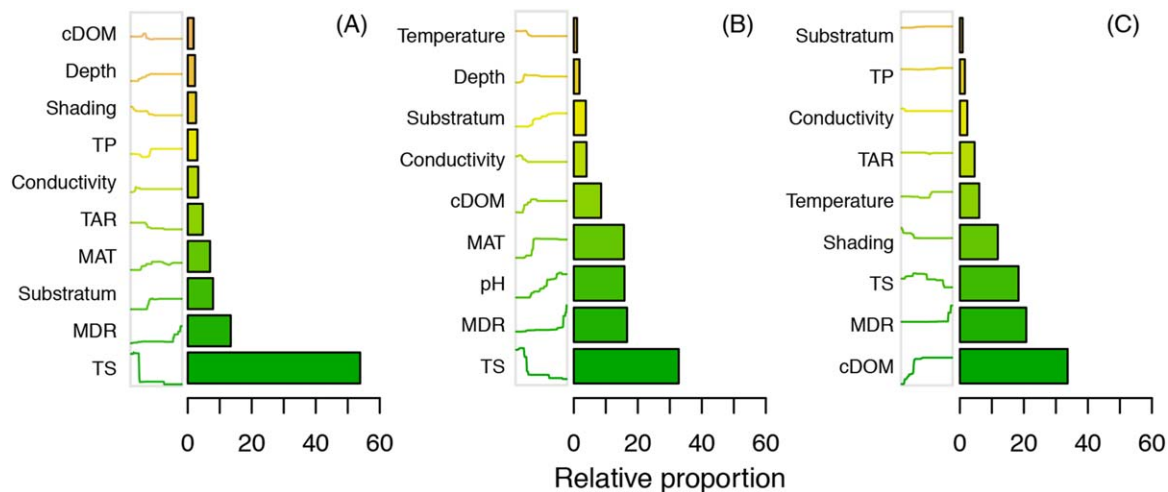 (A)
cDOM
Depth
Shading
TP
Conductivity
TAR
MAT
Substratum
MDR
TS
0 20 40 60
(B)
Temperature
Depth
Substratum
Conductivity
cDOM
MAT
pH
MDR
TS
0 20 40 60
(C)
Substratum
TP
Conductivity
TAR
Temperature
Shading
TS
MDR
cDOM
0 20 40 60
Relative proportion